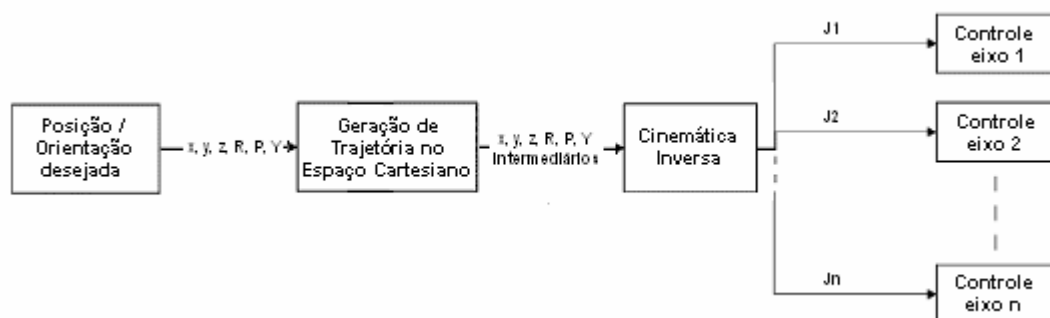 Posição /
Orientação
desejada
x, y, z, R, P, Y
Geração de
Trajetória no
Espaço Cartesiano
x, y, z, R, P, Y
Intermediários
Cinemática
Inversa
J1
Controle
eixo 1
J2
Controle
eixo 2
Jn
Controle
eixo n